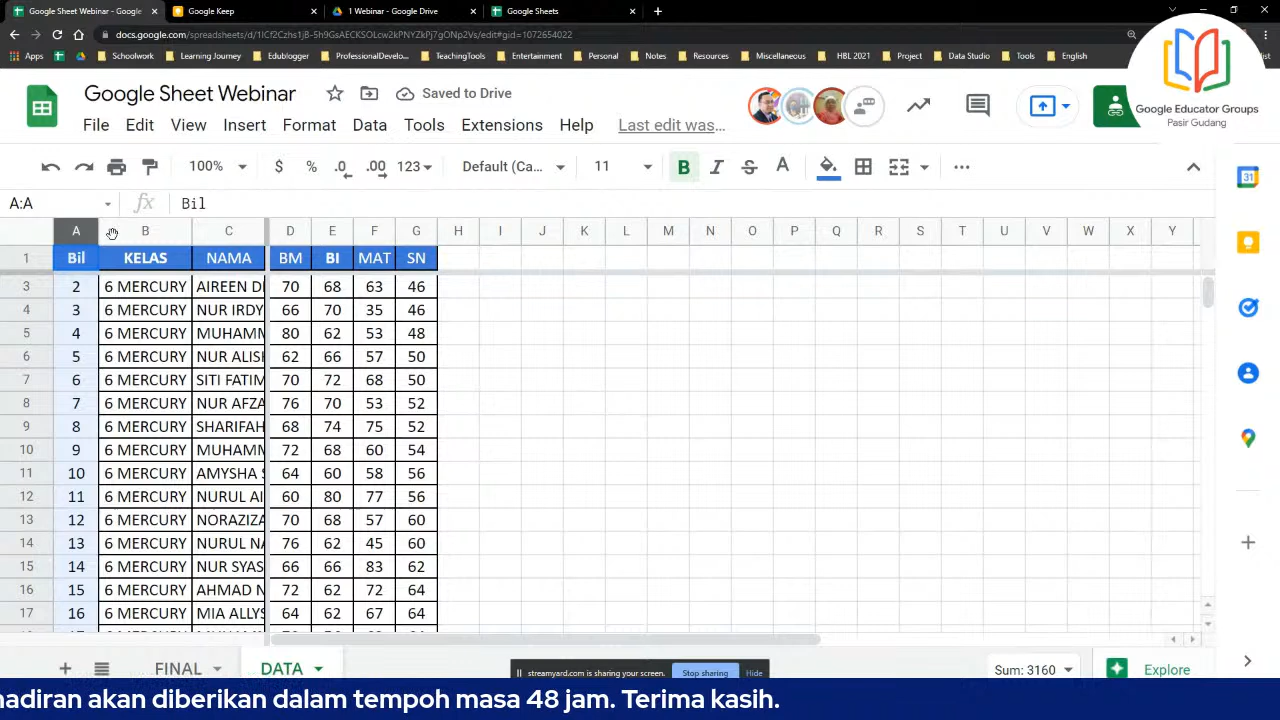 Google Sheet Webinar - Google
Google Keep
1 Webinar - Google Drive
Google Sheets
docs.google.com/spreadsheets/d/1ICf2Czhs1jB-5h9GsAECKSOLcw2kPNYZkPj7gONp2Vs/edit#gid=1072654022
Apps Schoolwork Learning Journey Edublogger ProfessionalDevelo... TeachingTools Entertainment Personal Notes Resources Miscellaneous HBL 2021 Project Data Studio Tools English
Google Educator Groups
Pasir Gudang
Google Sheet Webinar Saved to Drive
File Edit View Insert Format Data Tools Extensions Help Last edit was...
100% $ % .0 .00 123 Default (Ca... 11 B I S A ...
A:A fx Bil
A B C D E F G H I J K L M N O P Q R S T U V W X Y
1 Bil KELAS NAMA BM BI MAT SN
3 2 6 MERCURY AIREEN D 70 68 63 46
4 3 6 MERCURY NUR IRDY 66 70 35 46
5 4 6 MERCURY MUHAMM 80 62 53 48
6 5 6 MERCURY NUR ALISH 62 66 57 50
7 6 6 MERCURY SITI FATIM 70 72 68 50
8 7 6 MERCURY NUR AFZA 76 70 53 52
9 8 6 MERCURY SHARIFAH 68 74 75 52
10 9 6 MERCURY MUHAMM 72 68 60 54
11 10 6 MERCURY AMYSHA 64 60 58 56
12 11 6 MERCURY NURUL AI 60 80 77 56
13 12 6 MERCURY NORAZIZA 70 68 57 60
14 13 6 MERCURY NURUL NA 76 62 45 60
15 14 6 MERCURY NUR SYAS 66 66 83 62
16 15 6 MERCURY AHMAD N 72 62 72 64
17 16 6 MERCURY MIA ALLYS 64 62 67 64
FINAL DATA
streamyard.com is sharing your screen. Stop sharing Hide
Sum: 3160 Explore
31
nadiran akan diberikan dalam tempoh masa 48 jam. Terima kasih.